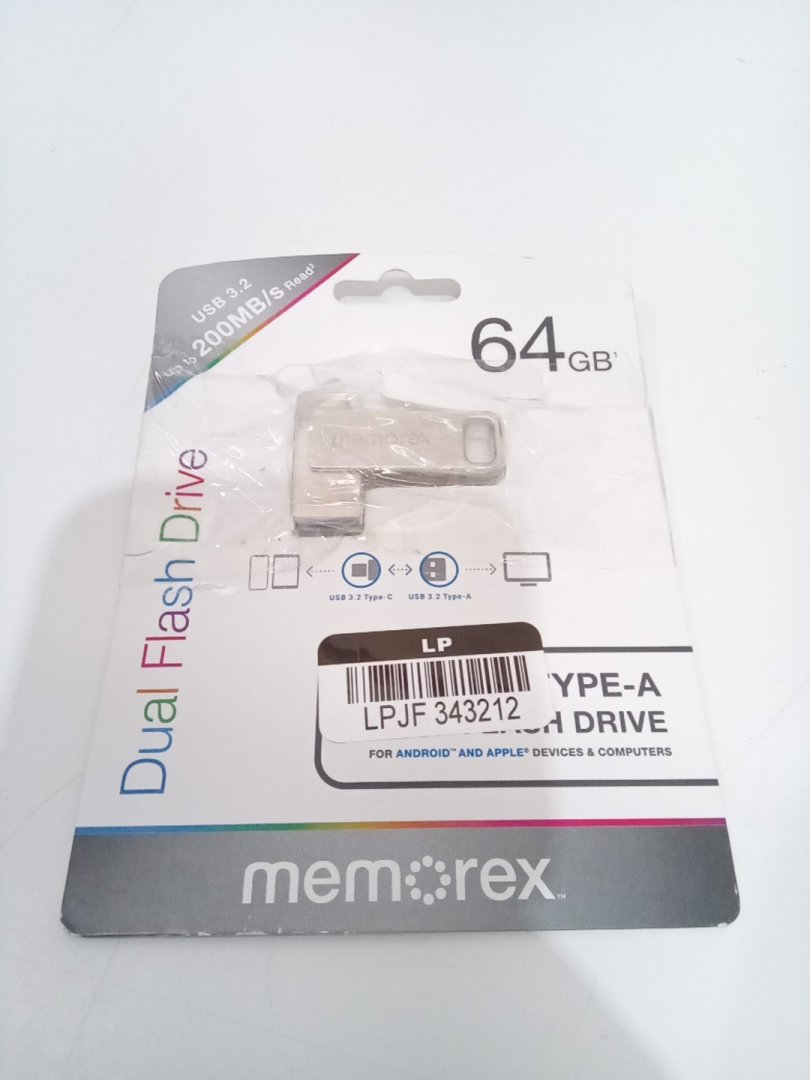 USB 3.2
up to 200MB/s Read²
64GB¹
memorex
Dual Flash Drive
USB 3.2 Type-C
USB 3.2 Type-A
LP
LPJF 343212
TYPE-A
FLASH DRIVE
FOR ANDROID™ AND APPLE® DEVICES & COMPUTERS
memorex™